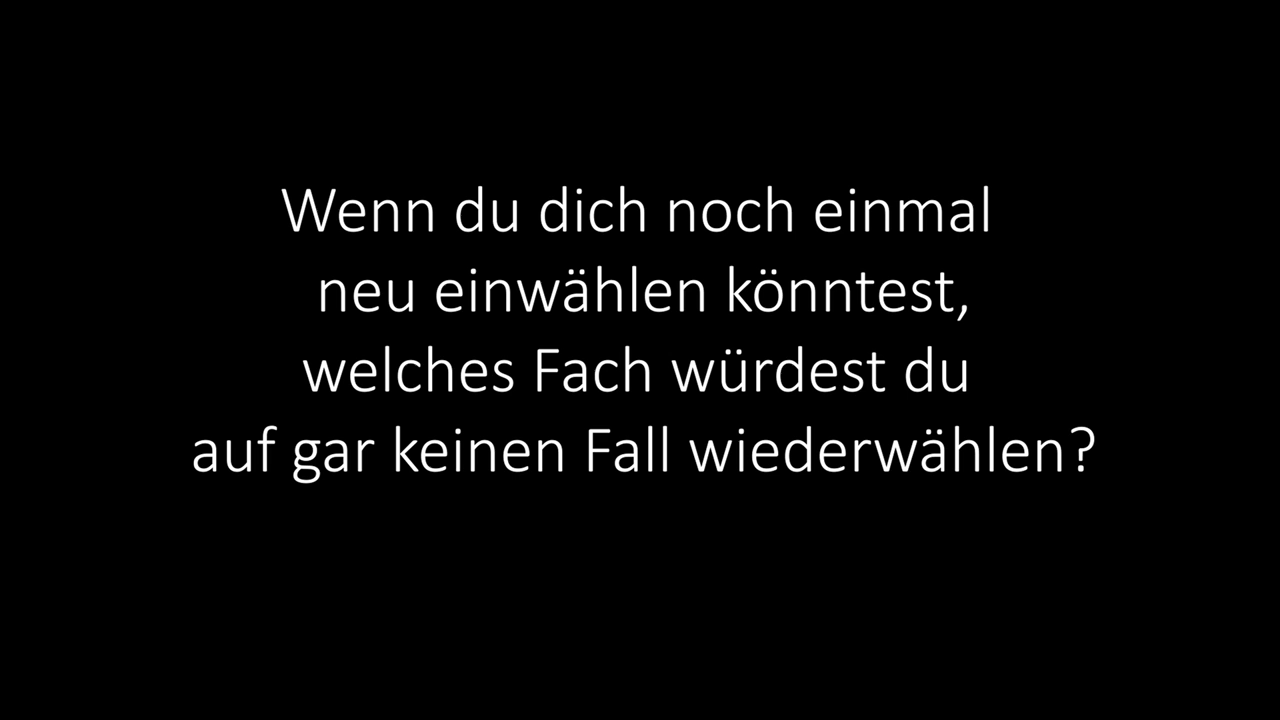 Wenn du dich noch einmal
neu einwählen könntest,
welches Fach würdest du
auf gar keinen Fall wiederwählen?